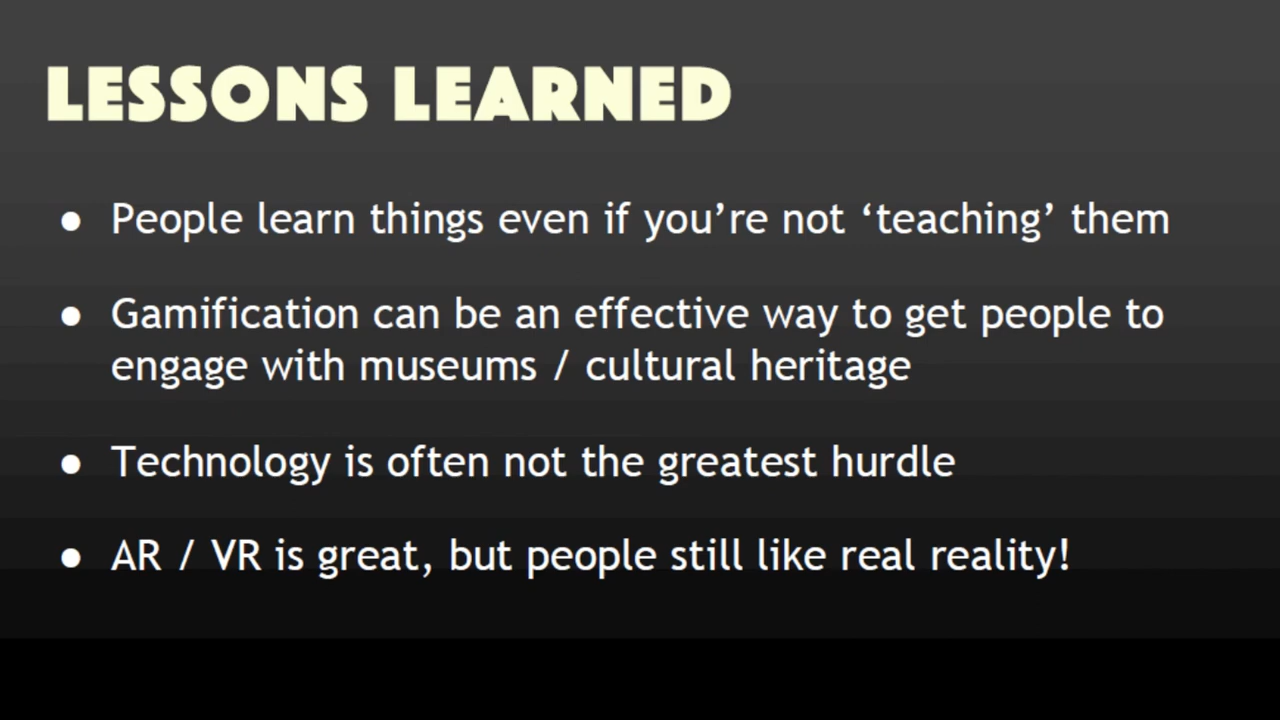 LESSONS LEARNED
● People learn things even if you’re not ‘teaching’ them
● Gamification can be an effective way to get people to
engage with museums / cultural heritage
● Technology is often not the greatest hurdle
● AR / VR is great, but people still like real reality!